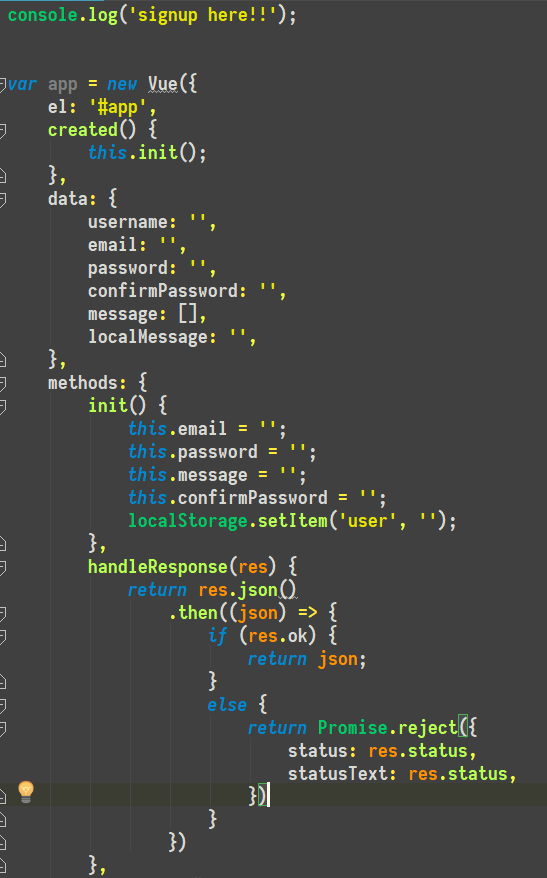 console.log('signup here!!');
var app = new Vue({
    el: '#app',
    created() {
        this.init();
    },
    data: {
        username: '',
        email: '',
        password: '',
        confirmPassword: '',
        message: [],
        localMessage: '',
    },
    methods: {
        init() {
            this.email = '';
            this.password = '';
            this.message = '';
            this.confirmPassword = '';
            localStorage.setItem('user', '');
        },
        handleResponse(res) {
            return res.json()
                .then((json) => {
                    if (res.ok) {
                        return json;
                    }
                    else {
                        return Promise.reject({
                            status: res.status,
                            statusText: res.status,
                        })
                    }
                })
        },